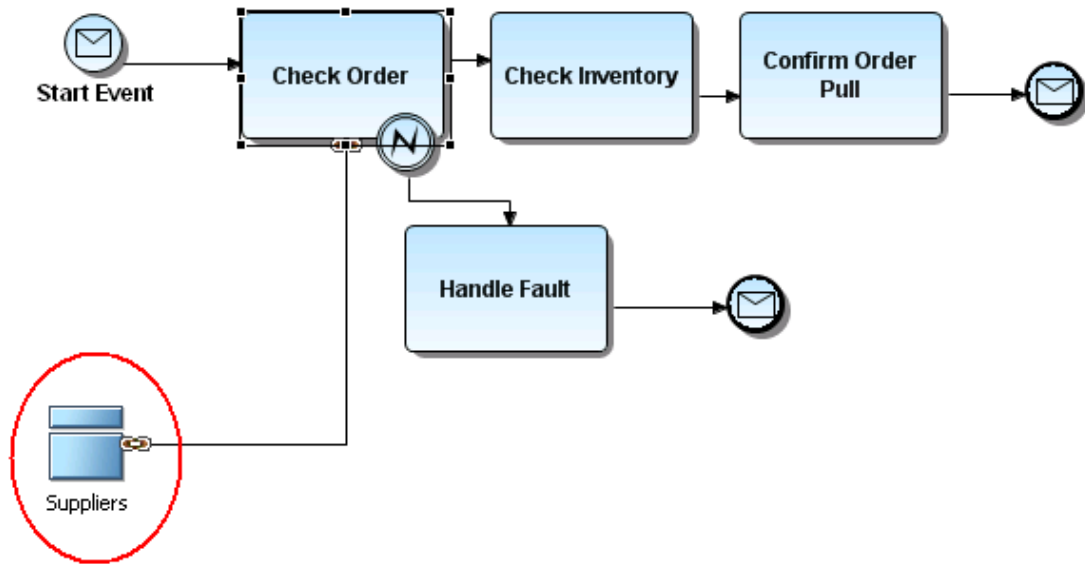 Start Event
Check Order
Check Inventory
Confirm Order
Pull
Handle Fault
Suppliers